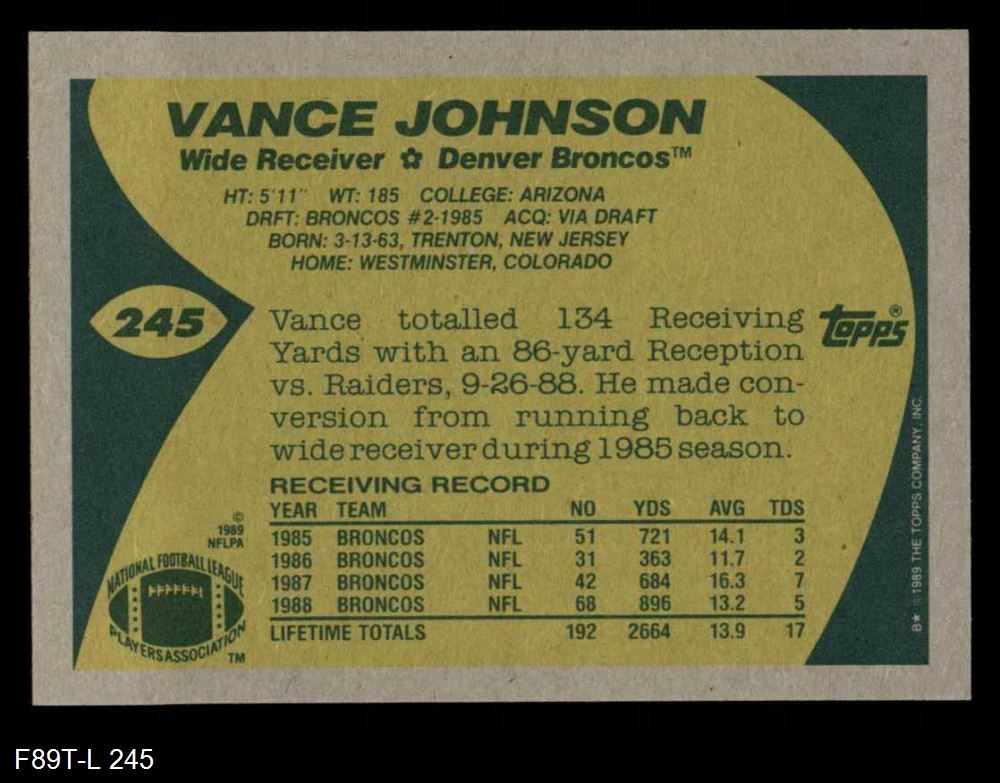 VANCE JOHNSON
Wide Receiver ✩ Denver Broncos™
HT: 5'11" WT: 185 COLLEGE: ARIZONA
DRFT: BRONCOS #2-1985 ACQ: VIA DRAFT
BORN: 3-13-63, TRENTON, NEW JERSEY
HOME: WESTMINSTER, COLORADO
245
Vance totalled 134 Receiving
Yards with an 86-yard Reception
vs. Raiders, 9-26-88. He made con-
version from running back to
wide receiver during 1985 season.
topps®
RECEIVING RECORD
YEAR TEAM NO YDS AVG TDS
1985 BRONCOS NFL 51 721 14.1 3
1986 BRONCOS NFL 31 363 11.7 2
1987 BRONCOS NFL 42 684 16.3 7
1988 BRONCOS NFL 68 896 13.2 5
LIFETIME TOTALS 192 2664 13.9 17
©
1989
NFLPA
NATIONAL FOOTBALL LEAGUE
PLAYERS ASSOCIATION
TM
B★ ©1989 THE TOPPS COMPANY, INC.
F89T-L 245